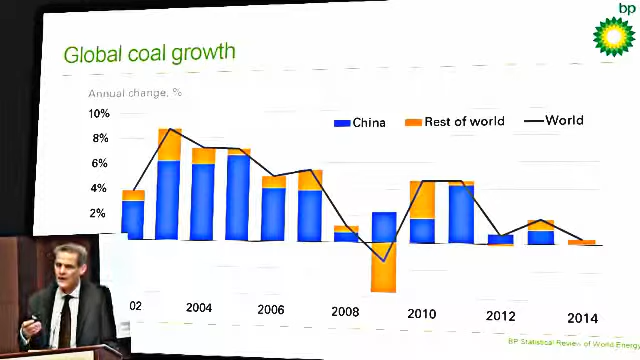 bp
Global coal growth
Annual change, %
China
Rest of world
World
10%
8%
6%
4%
2%
02
2004
2006
2008
2010
2012
2014
BP Statistical Review of World Energy